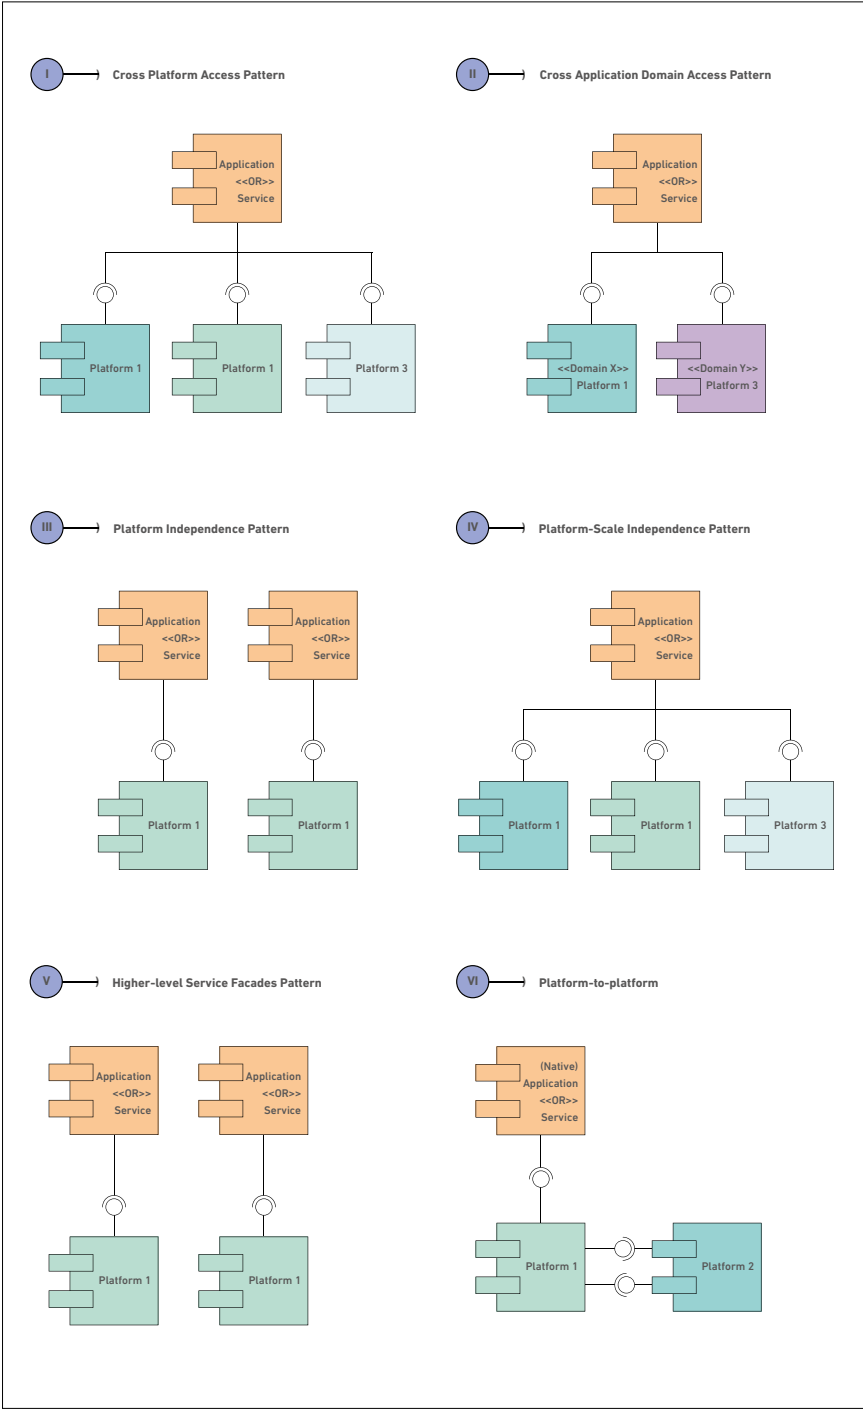 I
Cross Platform Access Pattern
Application
<<OR>>
Service
Platform 1
Platform 1
Platform 3
II
Cross Application Domain Access Pattern
Application
<<OR>>
Service
<<Domain X>>
Platform 1
<<Domain Y>>
Platform 3
III
Platform Independence Pattern
Application
<<OR>>
Service
Application
<<OR>>
Service
Platform 1
Platform 1
IV
Platform-Scale Independence Pattern
Application
<<OR>>
Service
Platform 1
Platform 1
Platform 3
V
Higher-level Service Facades Pattern
Application
<<OR>>
Service
Application
<<OR>>
Service
Platform 1
Platform 1
VI
Platform-to-platform
(Native)
Application
<<OR>>
Service
Platform 1
Platform 2